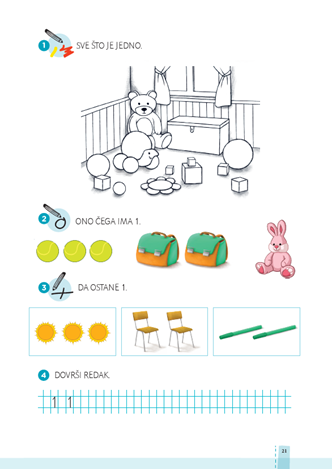 1 SVE ŠTO JE JEDNO.
2 ONO ČEGA IMA 1.
3 DA OSTANE 1.
4 DOVRŠI REDAK.
1 1
23